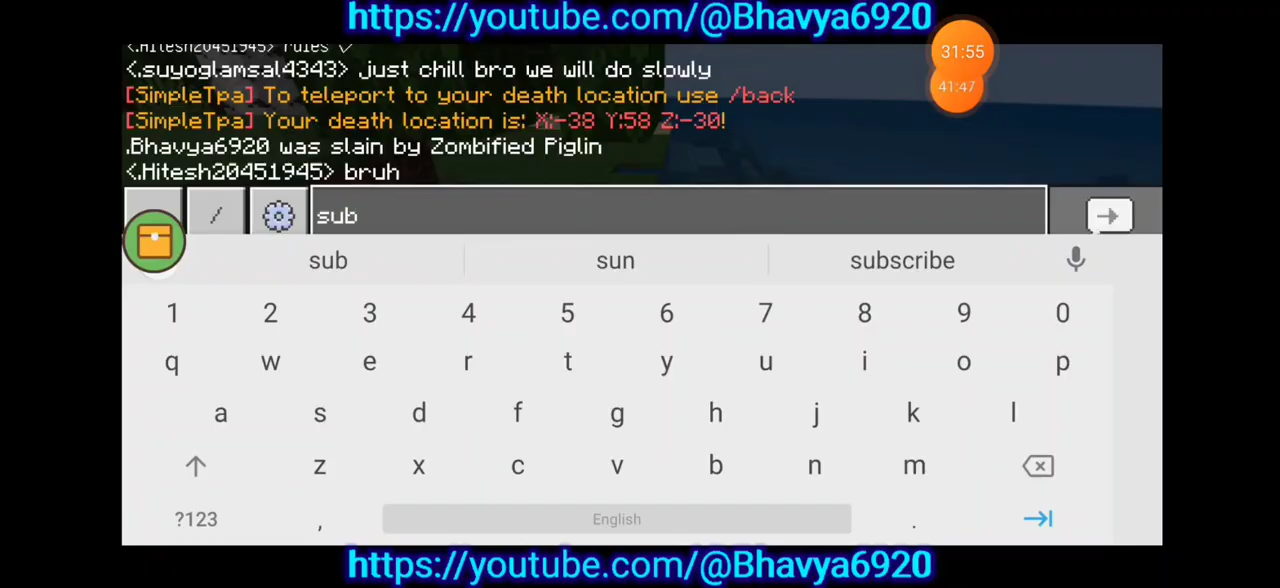 https://youtube.com/@Bhavya6920
31:55
41:47
<.Hitesh20451945> rules ✓
<.suyoglamsal4343> just chill bro we will do slowly
[SimpleTpa] To teleport to your death location use /back
[SimpleTpa] Your death location is: X:-38 Y:58 Z:-30!
.Bhavya6920 was slain by Zombified Piglin
<.Hitesh20451945> bruh
/ sub
sub sun subscribe
1 2 3 4 5 6 7 8 9 0
q w e r t y u i o p
a s d f g h j k l
z x c v b n m
?123 , English .
https://youtube.com/@Bhavya6920